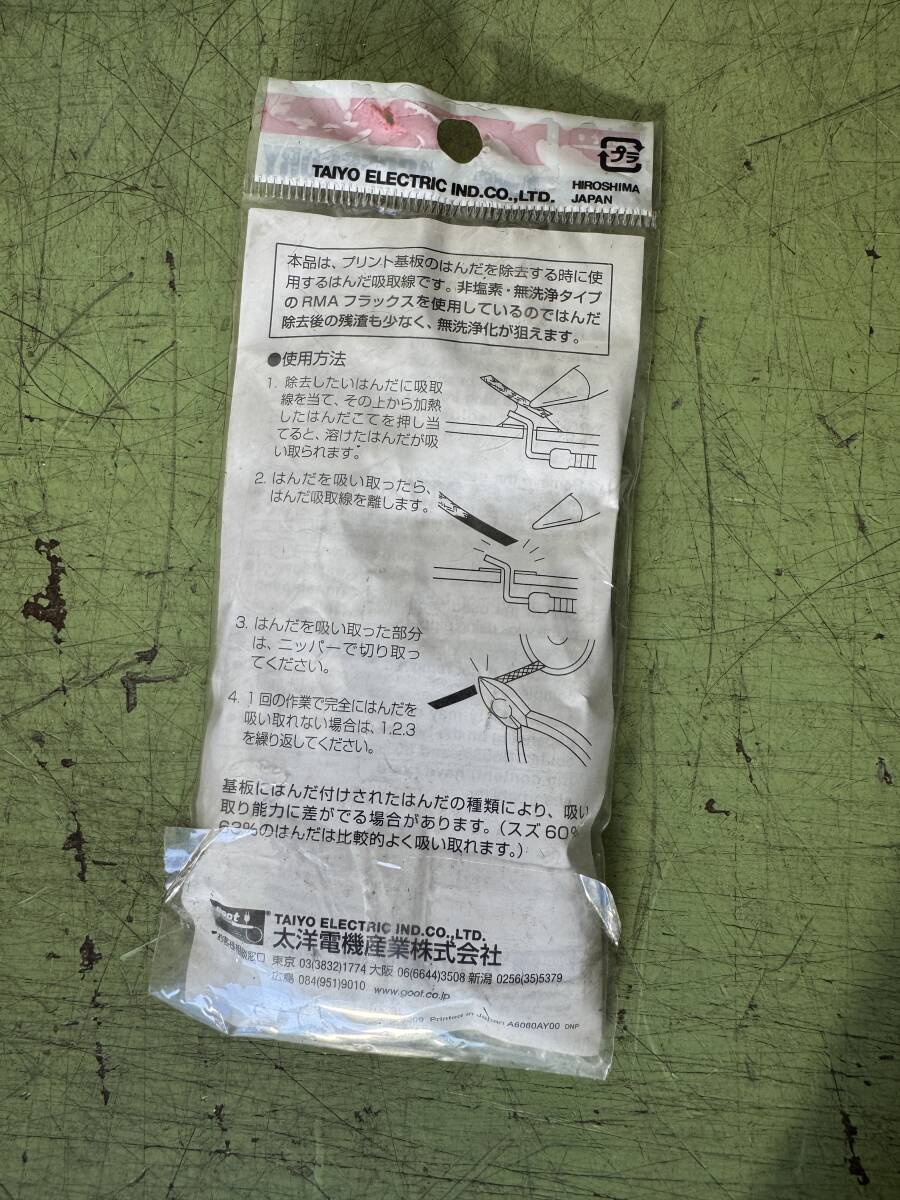 プラ
TAIYO ELECTRIC IND.CO.,LTD.
HIROSHIMA
JAPAN
本品は、プリント基板のはんだを除去する時に使
用するはんだ吸取線です。非塩素・無洗浄タイプ
のRMAフラックスを使用しているのではんだ
除去後の残渣も少なく、無洗浄化が狙えます。
●使用方法
1. 除去したいはんだに吸取
線を当て、その上から加熱
したはんだこてを押し当
てると、溶けたはんだが吸
い取られます。
2. はんだを吸い取ったら、
はんだ吸取線を離します。
3. はんだを吸い取った部分
は、ニッパーで切り取っ
てください。
4. 1回の作業で完全にはんだを
吸い取れない場合は、1.2.3
を繰り返してください。
基板にはんだ付けされたはんだの種類により、吸い
取り能力に差がでる場合があります。(スズ60%
63%のはんだは比較的よく吸い取れます。)
goot
TAIYO ELECTRIC IND.CO.,LTD.
太洋電機産業株式会社
東京 03(3832)1774 大阪 06(6644)3508 新潟 0256(35)5379
広島 084(951)9010 www.goot.co.jp
Printed in Japan A6060AY00 DNP